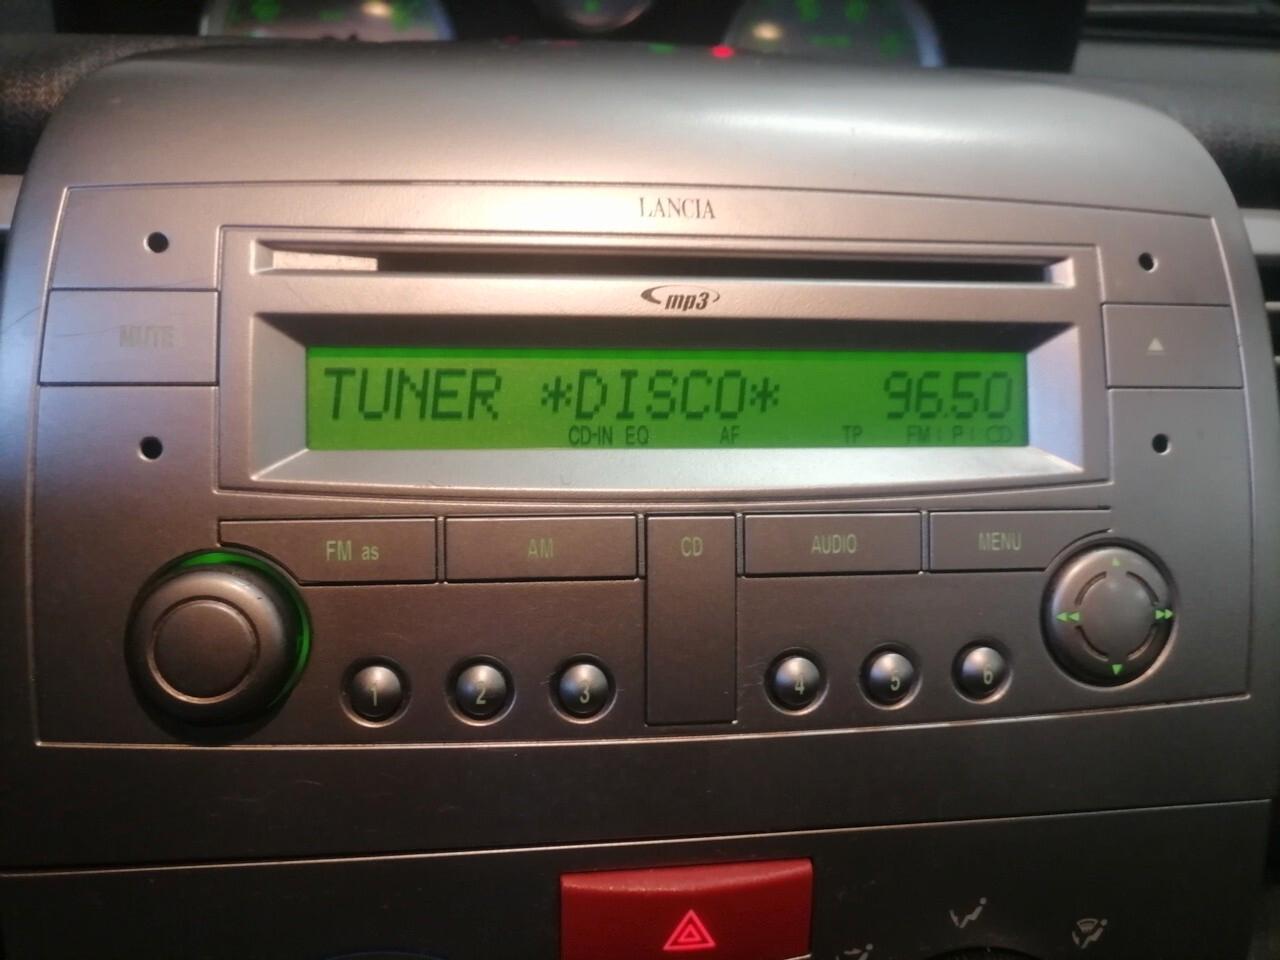 LANCIA
mp3
MUTE
TUNER *DISCO* 96.50
CD-IN EQ AF TP FM
FM as AM CD AUDIO MENU
1 2 3 4 5 6